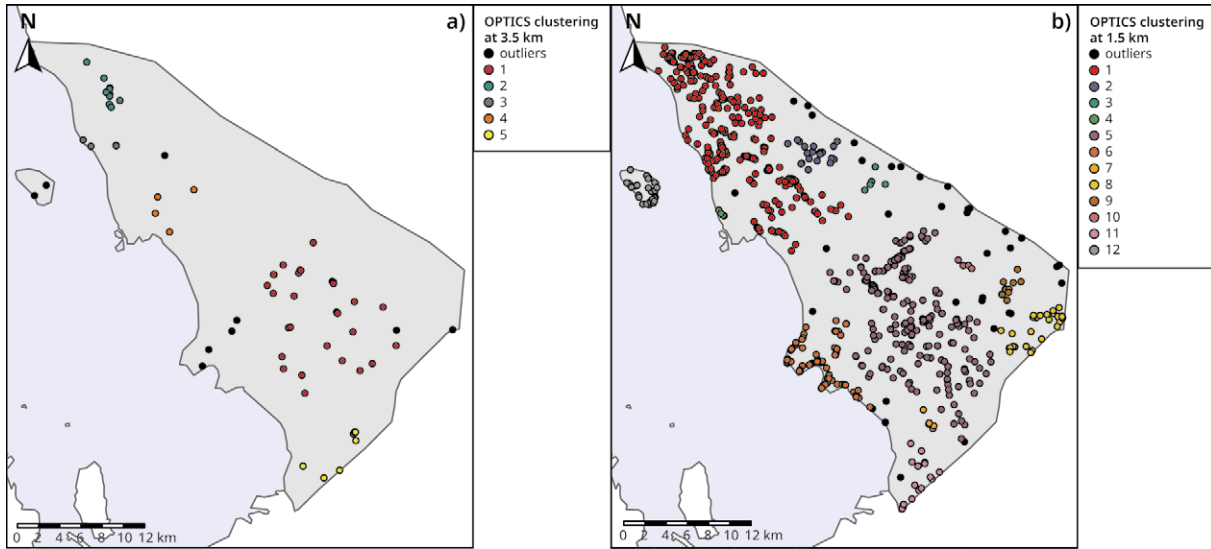 N
a)
OPTICS clustering
at 3.5 km
outliers
1
2
3
4
5
0 2 4 6 8 10 12 km
N
b)
OPTICS clustering
at 1.5 km
outliers
1
2
3
4
5
6
7
8
9
10
11
12
0 2 4 6 8 10 12 km